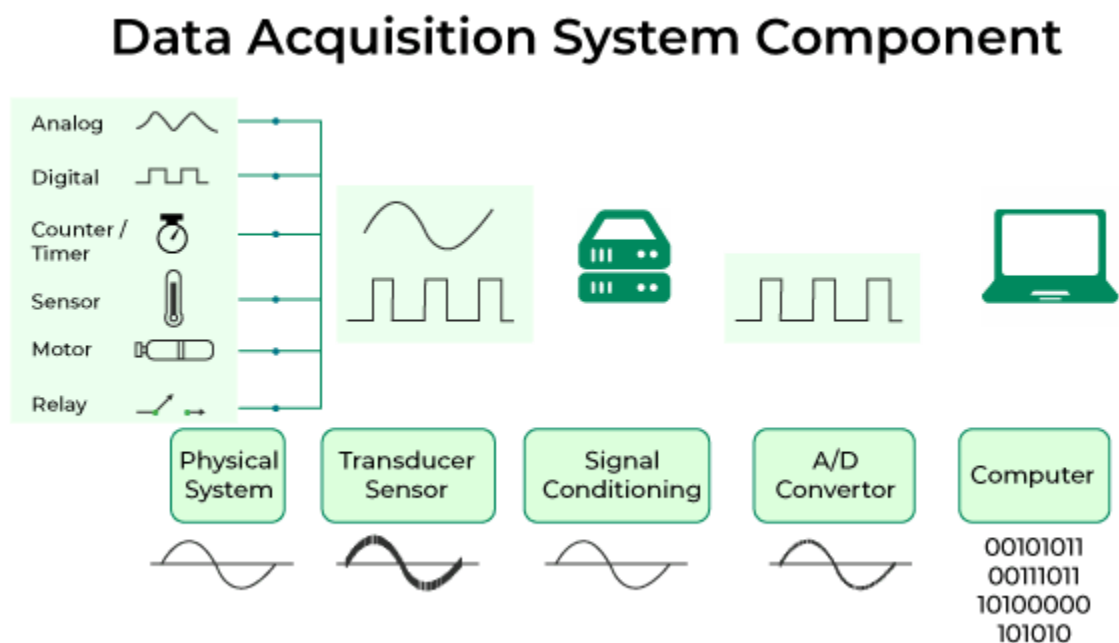 Data Acquisition System Component
Analog
Digital
Counter /
Timer
Sensor
Motor
Relay
Physical
System
Transducer
Sensor
Signal
Conditioning
A/D
Convertor
Computer
00101011
00111011
10100000
101010